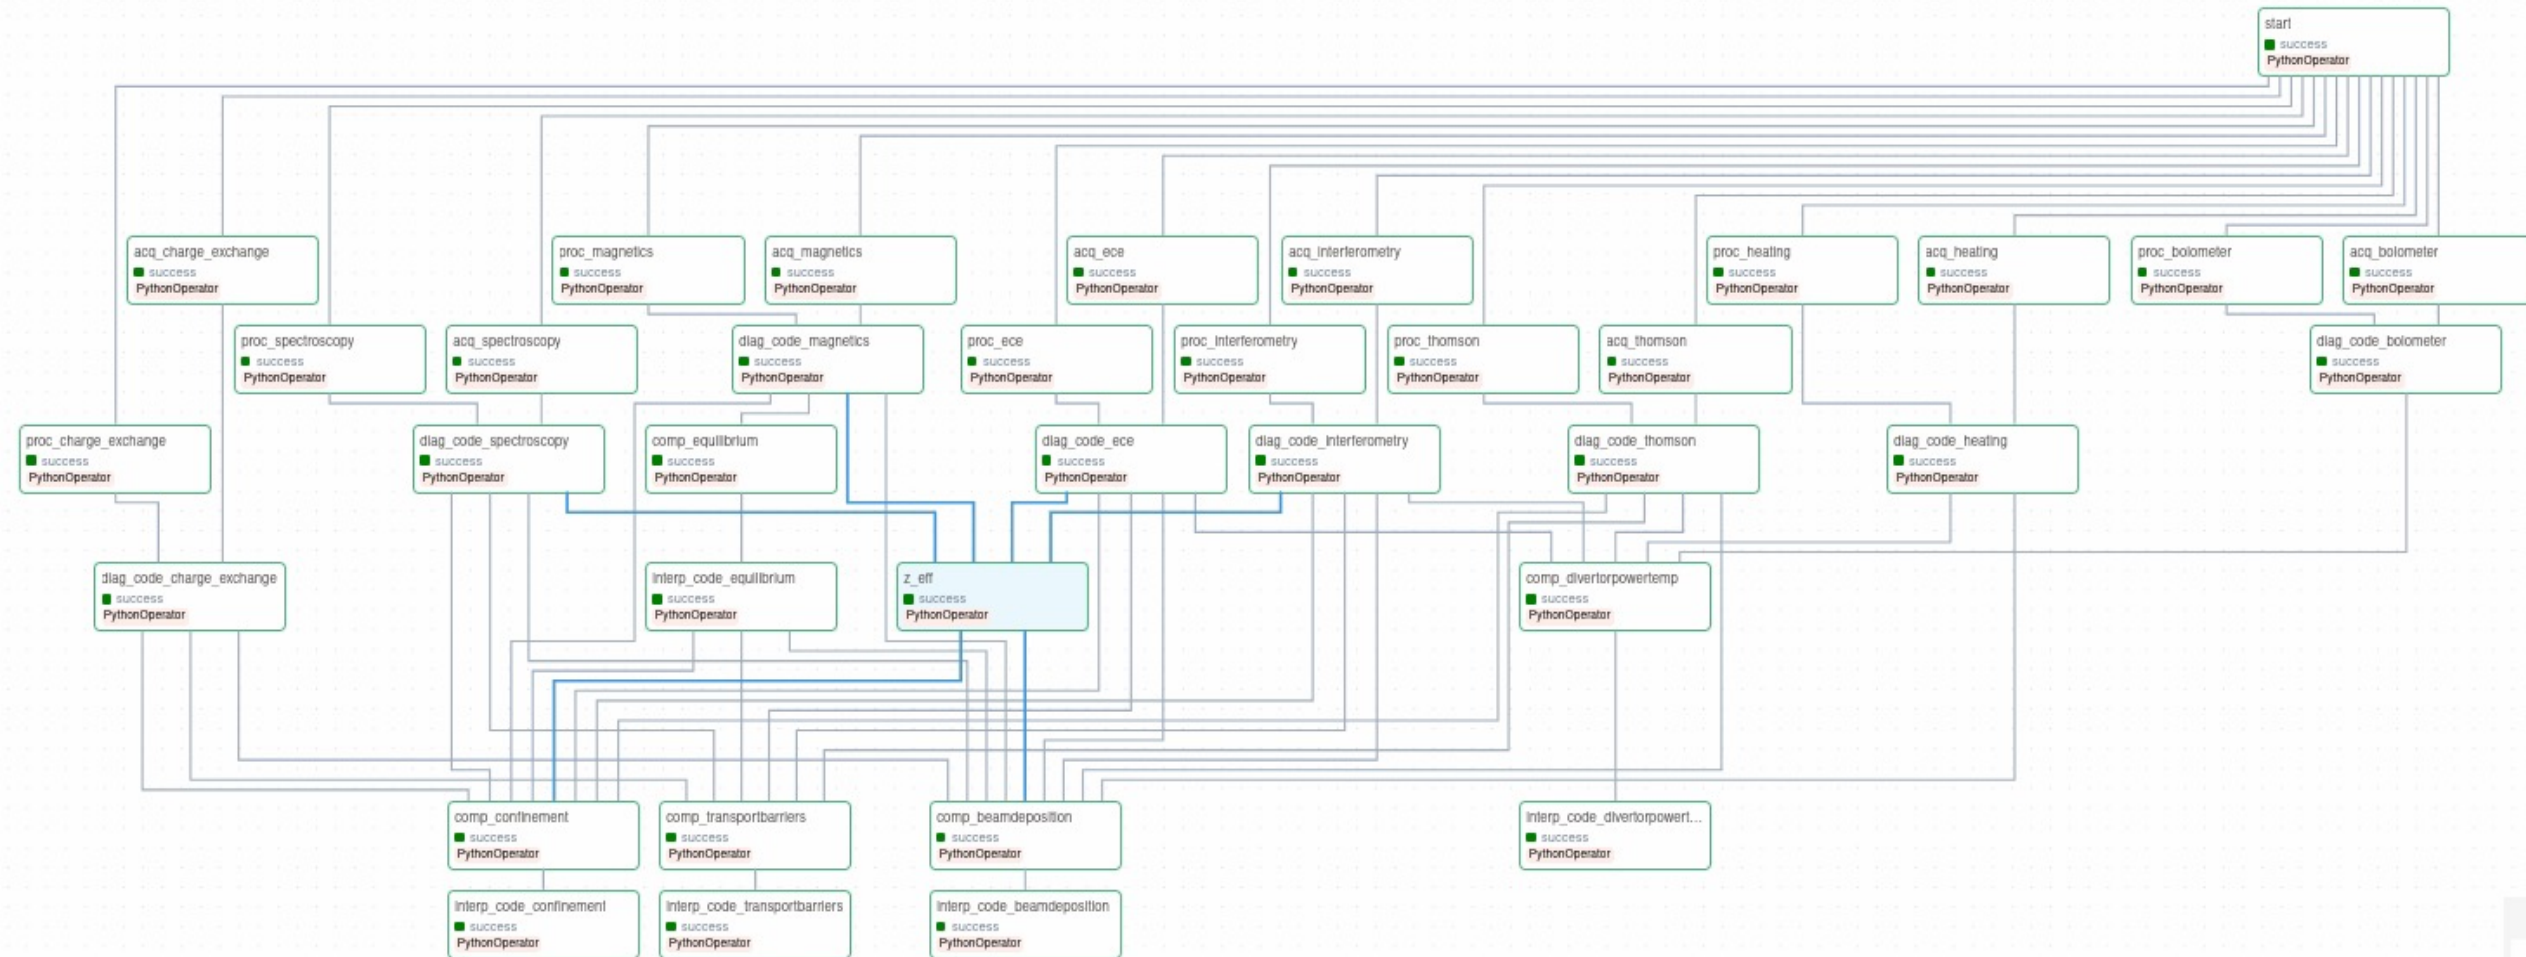 start
success
PythonOperator
acq_charge_exchange
success
PythonOperator
proc_magnetics
success
PythonOperator
acq_magnetics
success
PythonOperator
acq_ece
success
PythonOperator
acq_interferometry
success
PythonOperator
proc_heating
success
PythonOperator
acq_heating
success
PythonOperator
proc_bolometer
success
PythonOperator
acq_bolometer
success
PythonOperator
proc_spectroscopy
success
PythonOperator
acq_spectroscopy
success
PythonOperator
diag_code_magnetics
success
PythonOperator
proc_ece
success
PythonOperator
proc_interferometry
success
PythonOperator
proc_thomson
success
PythonOperator
acq_thomson
success
PythonOperator
diag_code_bolometer
success
PythonOperator
proc_charge_exchange
success
PythonOperator
diag_code_spectroscopy
success
PythonOperator
comp_equilibrium
success
PythonOperator
diag_code_ece
success
PythonOperator
diag_code_interferometry
success
PythonOperator
diag_code_thomson
success
PythonOperator
diag_code_heating
success
PythonOperator
diag_code_charge_exchange
success
PythonOperator
interp_code_equilibrium
success
PythonOperator
z_eff
success
PythonOperator
comp_divertorpowertemp
success
PythonOperator
comp_confinement
success
PythonOperator
comp_transportbarriers
success
PythonOperator
comp_beamdeposition
success
PythonOperator
interp_code_divertorpowert...
success
PythonOperator
interp_code_confinement
success
PythonOperator
interp_code_transportbarriers
success
PythonOperator
interp_code_beamdeposition
success
PythonOperator